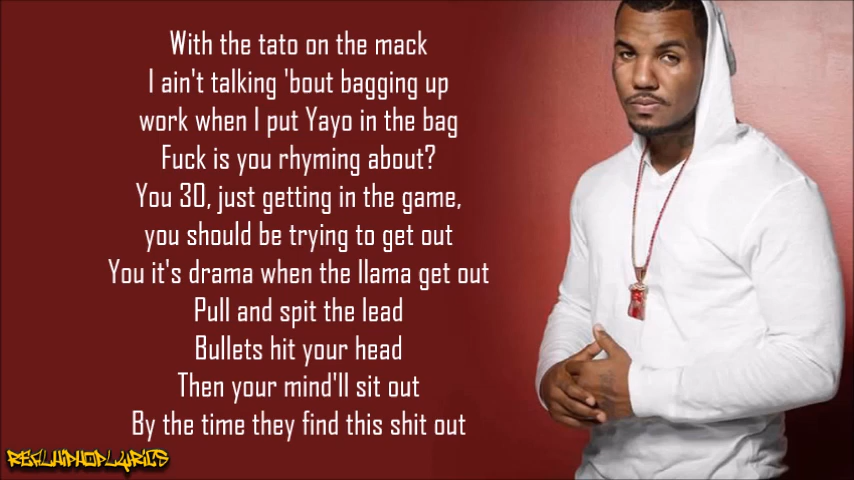 With the tato on the mack
I ain't talking 'bout bagging up
work when I put Yayo in the bag
Fuck is you rhyming about?
You 30, just getting in the game,
you should be trying to get out
You it's drama when the llama get out
Pull and spit the lead
Bullets hit your head
Then your mind'll sit out
By the time they find this shit out
REALHIPHOPLYRICS